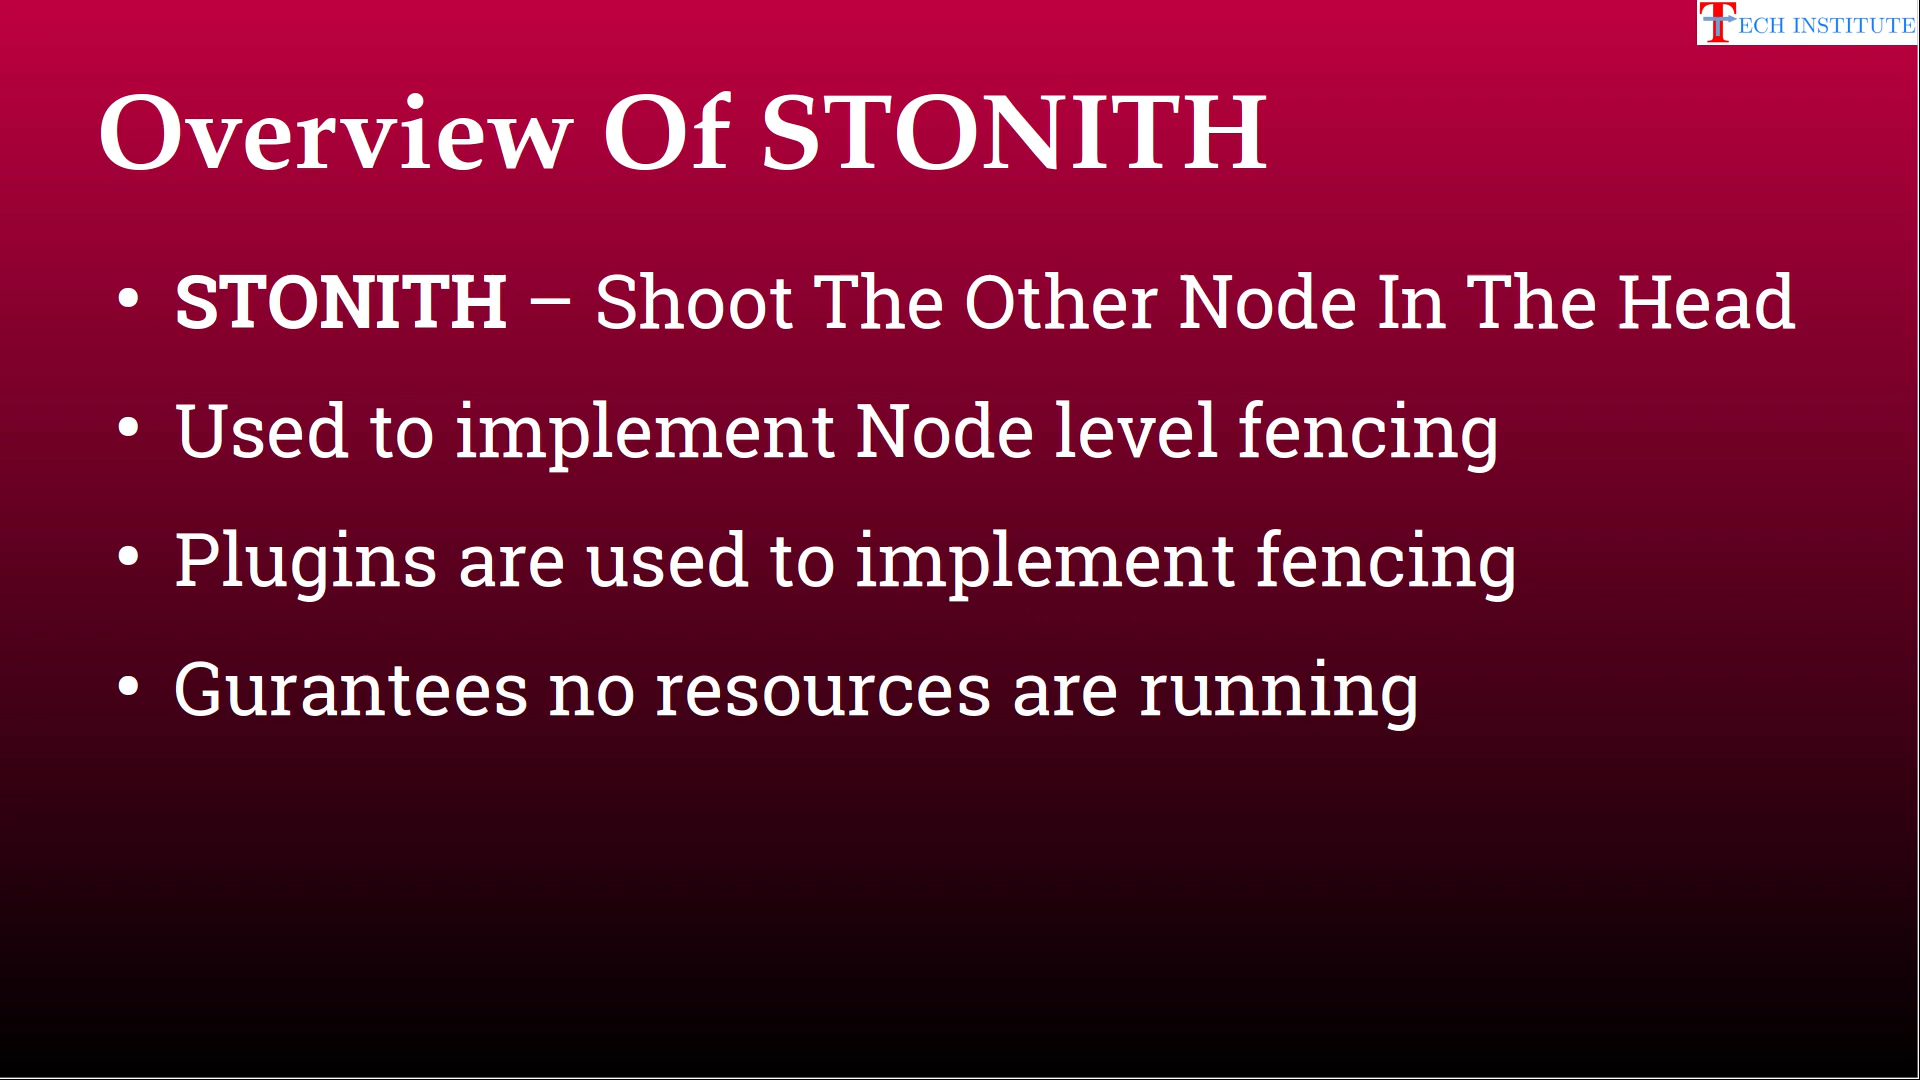 TECH INSTITUTE
Overview Of STONITH
• STONITH – Shoot The Other Node In The Head
• Used to implement Node level fencing
• Plugins are used to implement fencing
• Gurantees no resources are running